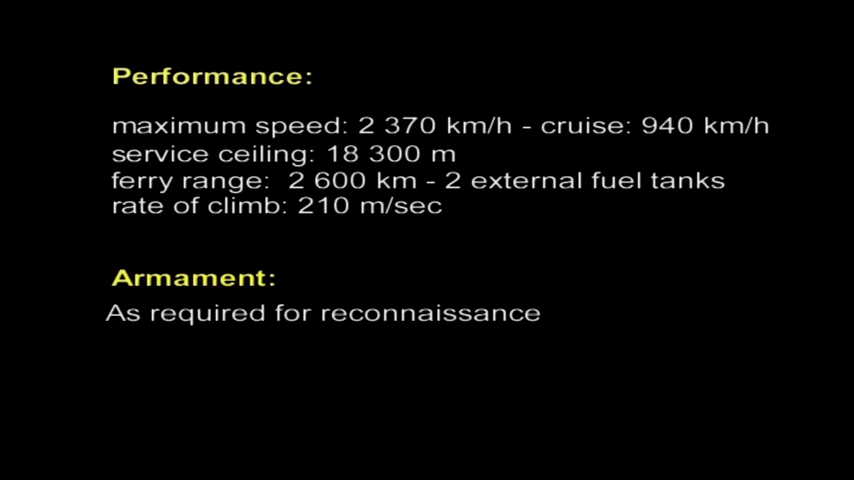 Performance:
maximum speed: 2 370 km/h - cruise: 940 km/h
service ceiling: 18 300 m
ferry range:  2 600 km - 2 external fuel tanks
rate of climb: 210 m/sec
Armament:
As required for reconnaissance